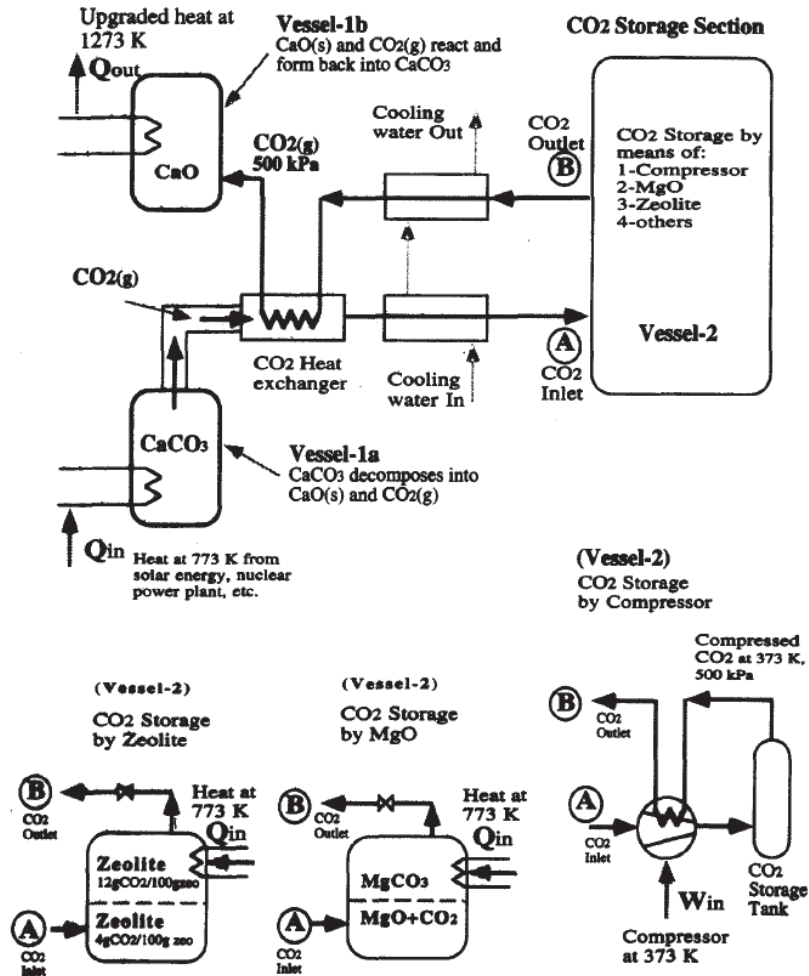 Upgraded heat at
1273 K
Qout
Vessel-1b
CaO(s) and CO2(g) react and
form back into CaCO3
CaO
CO2(g)
500 kPa
Cooling
water Out
CO2 Storage Section
CO2
Outlet
B
CO2 Storage by
means of:
1-Compressor
2-MgO
3-Zeolite
4-others
Vessel-2
CO2(g)
CO2 Heat
exchanger
Cooling
water In
A
CO2
Inlet
CaCO3
Vessel-1a
CaCO3 decomposes into
CaO(s) and CO2(g)
Qin
Heat at 773 K from
solar energy, nuclear
power plant, etc.
(Vessel-2)
CO2 Storage
by Compressor
Compressed
CO2 at 373 K,
500 kPa
B
CO2
Outlet
A
CO2
Inlet
CO2
Storage
Tank
Win
Compressor
at 373 K
(Vessel-2)
CO2 Storage
by Zeolite
B
CO2
Outlet
Heat at
773 K
Qin
Zeolite
12gCO2/100gzeo
Zeolite
4gCO2/100g zeo
A
CO2
Inlet
(Vessel-2)
CO2 Storage
by MgO
B
CO2
Outlet
Heat at
773 K
Qin
MgCO3
MgO+CO2
A
CO2
Inlet